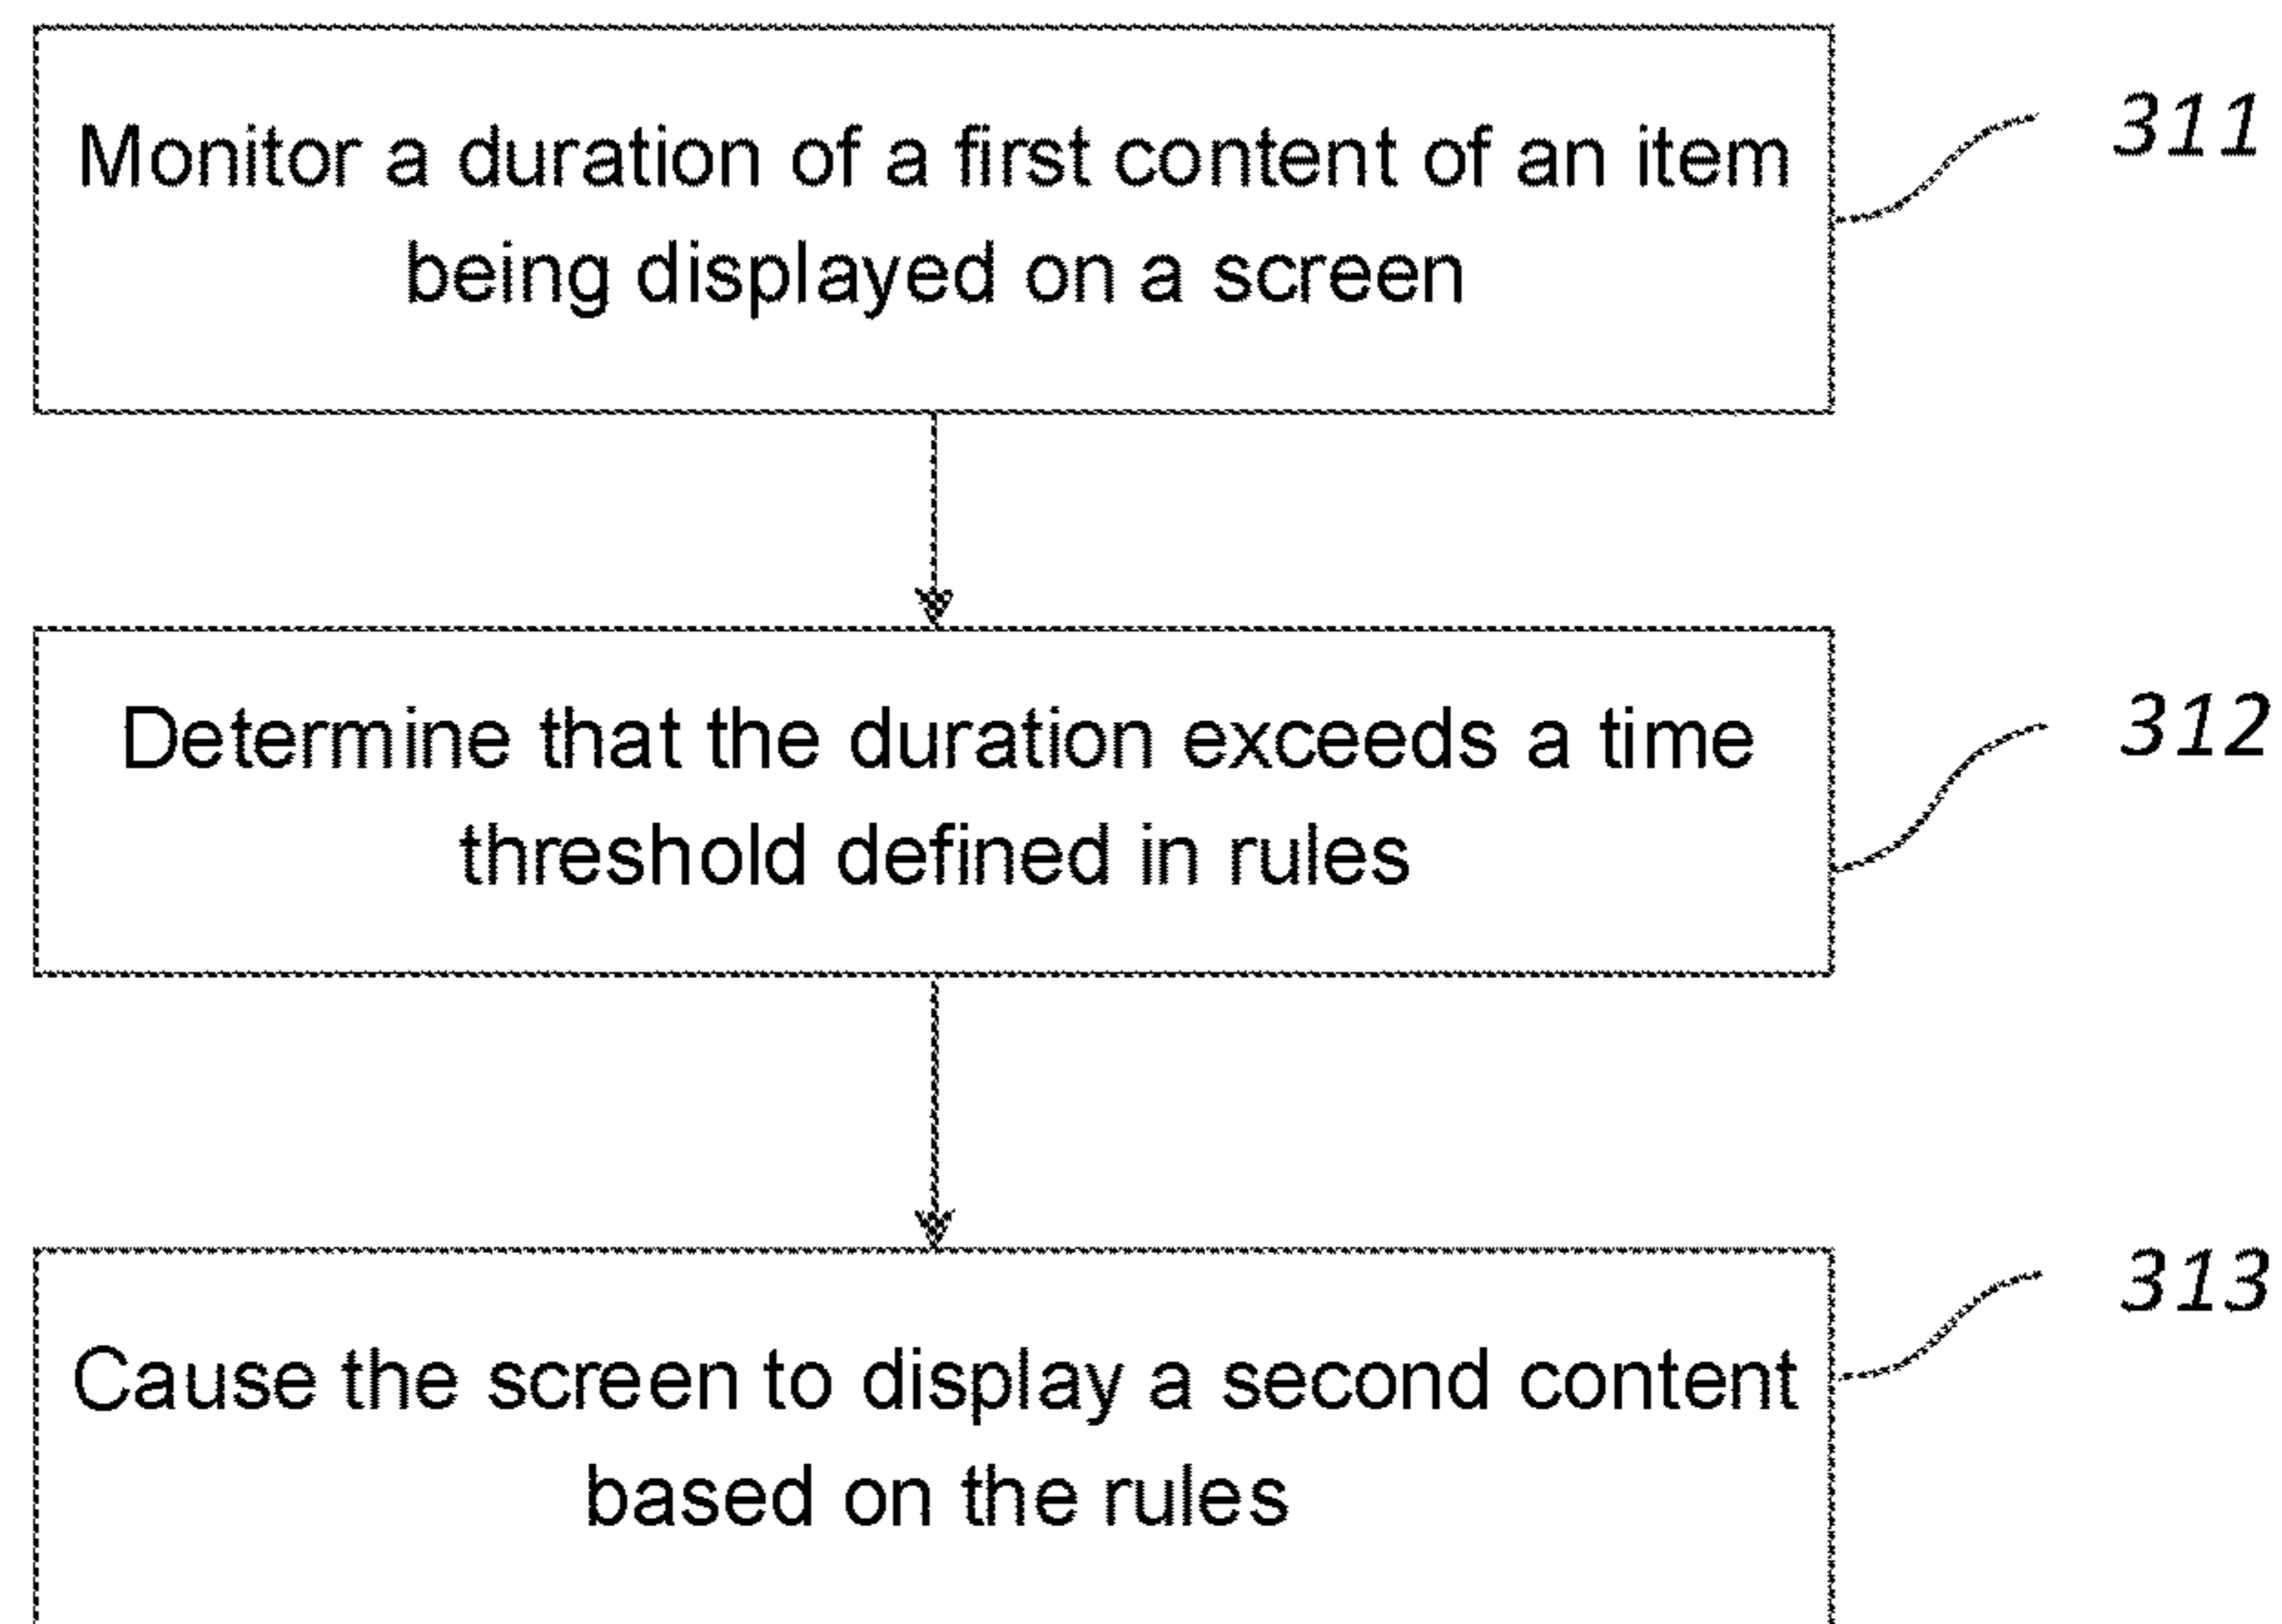 Monitor a duration of a first content of an item
being displayed on a screen
311
Determine that the duration exceeds a time
threshold defined in rules
312
Cause the screen to display a second content
based on the rules
313